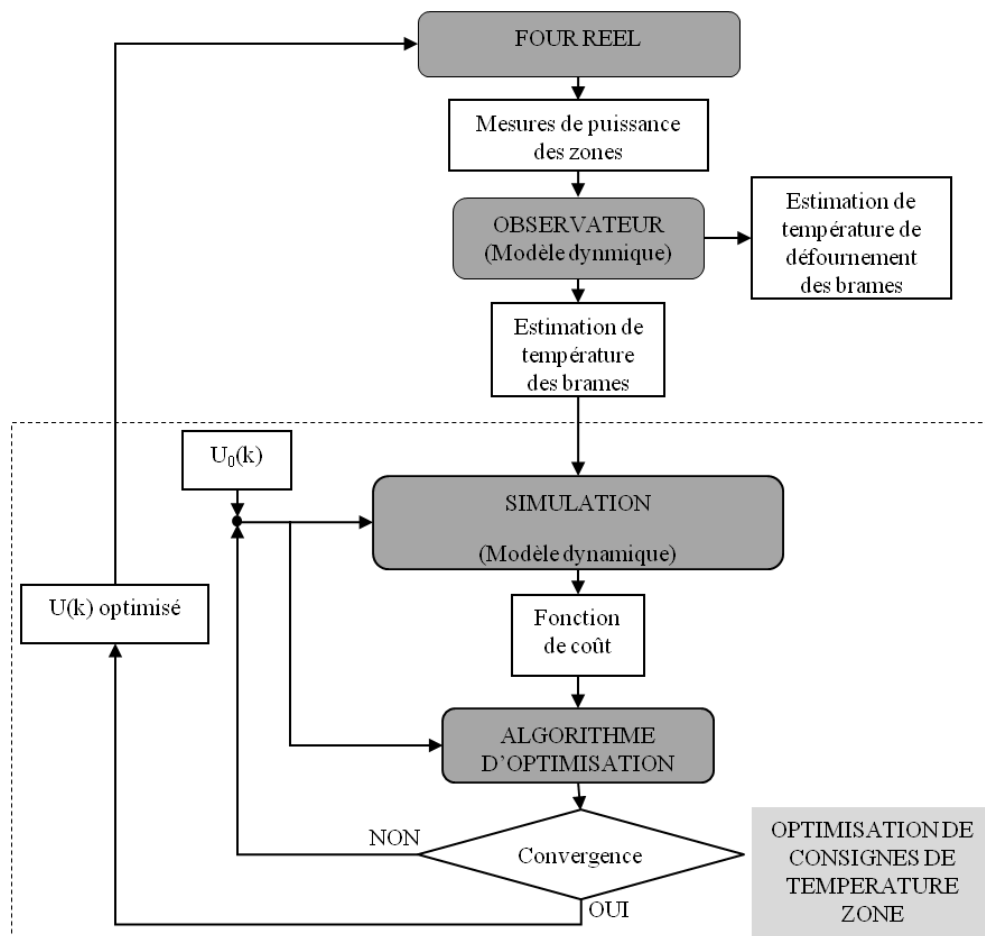 FOUR REEL
Mesures de puissance
des zones
OBSERVATEUR
(Modèle dynmique)
Estimation de
température de
défournement
des brames
Estimation de
température
des brames
U₀(k)
SIMULATION
(Modèle dynamique)
U(k) optimisé
Fonction
de coût
ALGORITHME
D'OPTIMISATION
NON
Convergence
OUI
OPTIMISATION DE
CONSIGNES DE
TEMPERATURE
ZONE